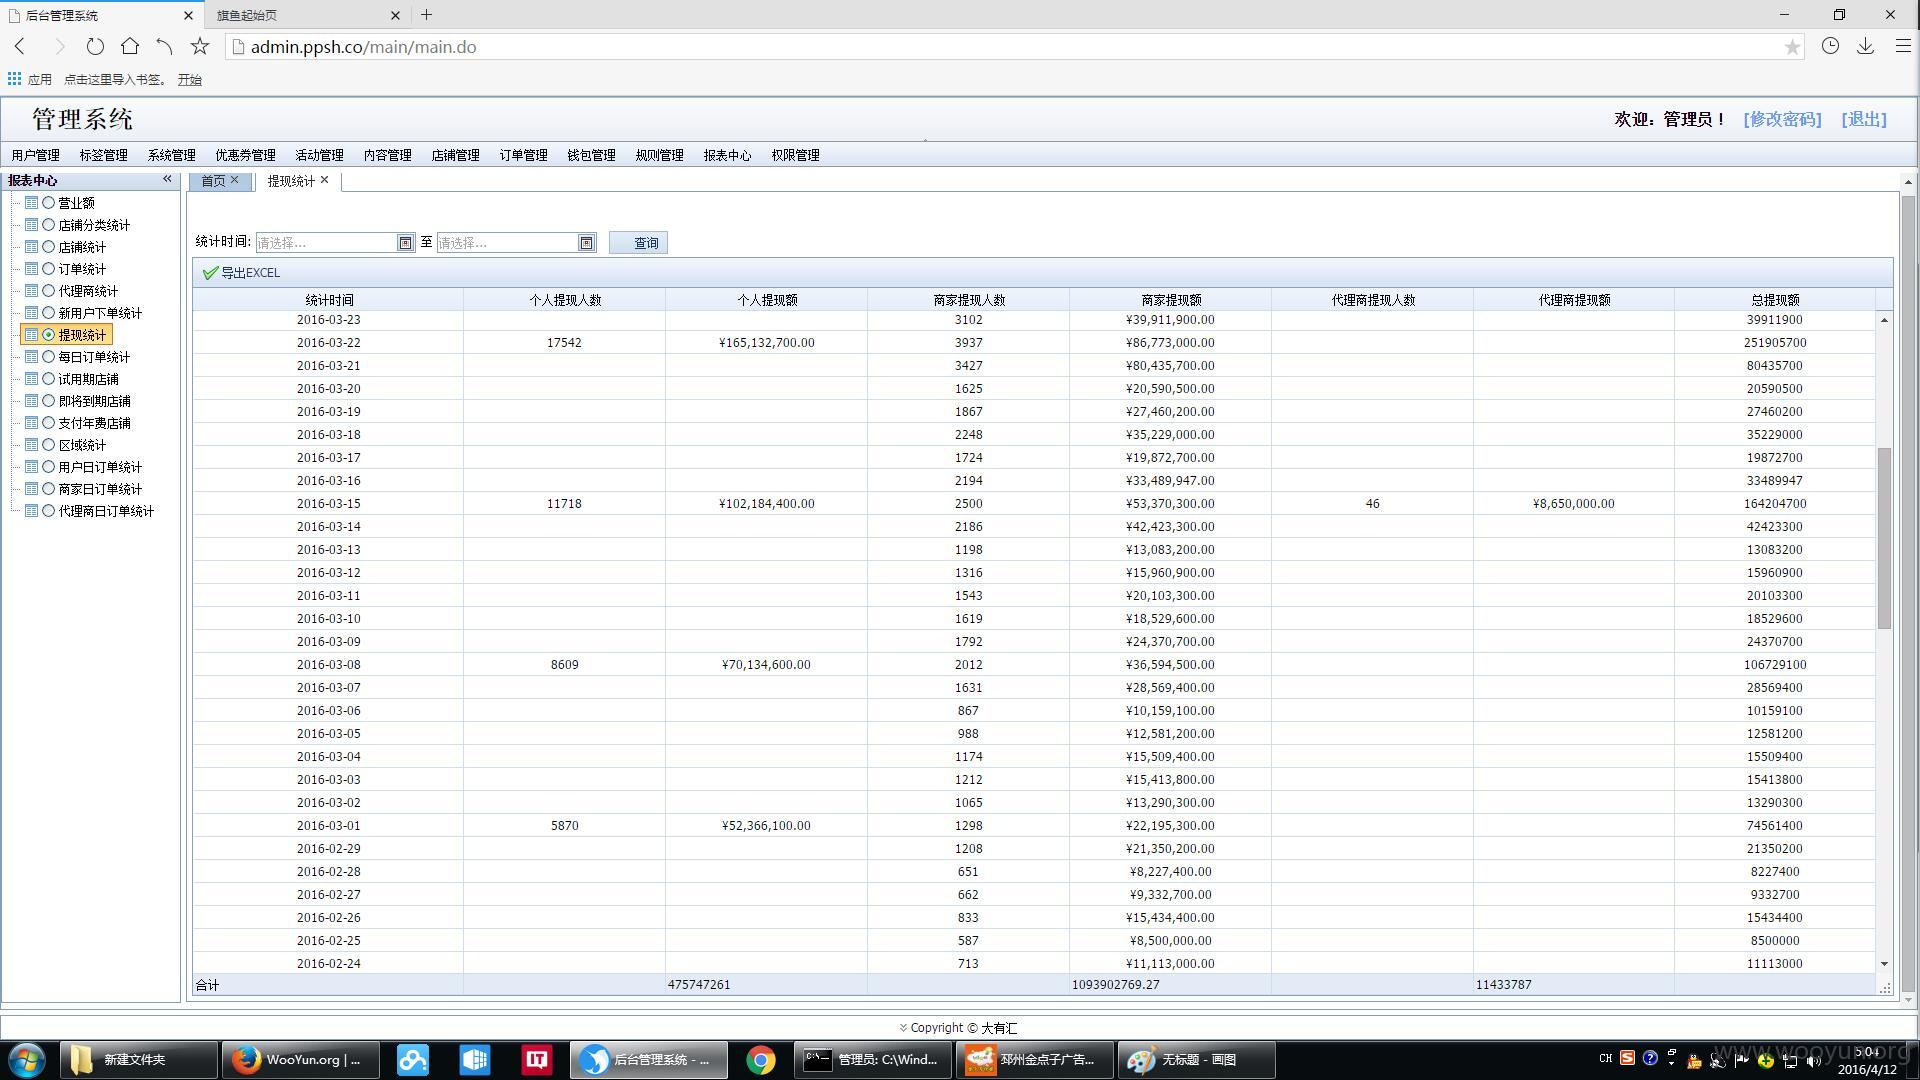 后台管理系统
旗鱼起始页
admin.ppsh.co/main/main.do
应用 点击这里导入书签。 开始
管理系统
欢迎：管理员！ [修改密码] [退出]
用户管理 标签管理 系统管理 优惠券管理 活动管理 内容管理 店铺管理 订单管理 钱包管理 规则管理 报表中心 权限管理
报表中心
营业额
店铺分类统计
店铺统计
订单统计
代理商统计
新用户下单统计
提现统计
每日订单统计
试用期店铺
即将到期店铺
支付年费店铺
区域统计
用户日订单统计
商家日订单统计
代理商日订单统计
首页 提现统计
统计时间: 请选择... 至 请选择... 查询
导出EXCEL
统计时间 个人提现人数 个人提现额 商家提现人数 商家提现额 代理商提现人数 代理商提现额 总提现额
2016-03-23 3102 ¥39,911,900.00 39911900
2016-03-22 17542 ¥165,132,700.00 3937 ¥86,773,000.00 251905700
2016-03-21 3427 ¥80,435,700.00 80435700
2016-03-20 1625 ¥20,590,500.00 20590500
2016-03-19 1867 ¥27,460,200.00 27460200
2016-03-18 2248 ¥35,229,000.00 35229000
2016-03-17 1724 ¥19,872,700.00 19872700
2016-03-16 2194 ¥33,489,947.00 33489947
2016-03-15 11718 ¥102,184,400.00 2500 ¥53,370,300.00 46 ¥8,650,000.00 164204700
2016-03-14 2186 ¥42,423,300.00 42423300
2016-03-13 1198 ¥13,083,200.00 13083200
2016-03-12 1316 ¥15,960,900.00 15960900
2016-03-11 1543 ¥20,103,300.00 20103300
2016-03-10 1619 ¥18,529,600.00 18529600
2016-03-09 1792 ¥24,370,700.00 24370700
2016-03-08 8609 ¥70,134,600.00 2012 ¥36,594,500.00 106729100
2016-03-07 1631 ¥28,569,400.00 28569400
2016-03-06 867 ¥10,159,100.00 10159100
2016-03-05 988 ¥12,581,200.00 12581200
2016-03-04 1174 ¥15,509,400.00 15509400
2016-03-03 1212 ¥15,413,800.00 15413800
2016-03-02 1065 ¥13,290,300.00 13290300
2016-03-01 5870 ¥52,366,100.00 1298 ¥22,195,300.00 74561400
2016-02-29 1208 ¥21,350,200.00 21350200
2016-02-28 651 ¥8,227,400.00 8227400
2016-02-27 662 ¥9,332,700.00 9332700
2016-02-26 833 ¥15,434,400.00 15434400
2016-02-25 587 ¥8,500,000.00 8500000
2016-02-24 713 ¥11,113,000.00 11113000
合计 475747261 1093902769.27 11433787
Copyright © 大有汇
新建文件夹
WooYun.org | ...
IT
后台管理系统 - ...
管理员: C:\Wind...
邳州金点子广告...
无标题 - 画图
CH
5:04
2016/4/12
www.wooyun.org